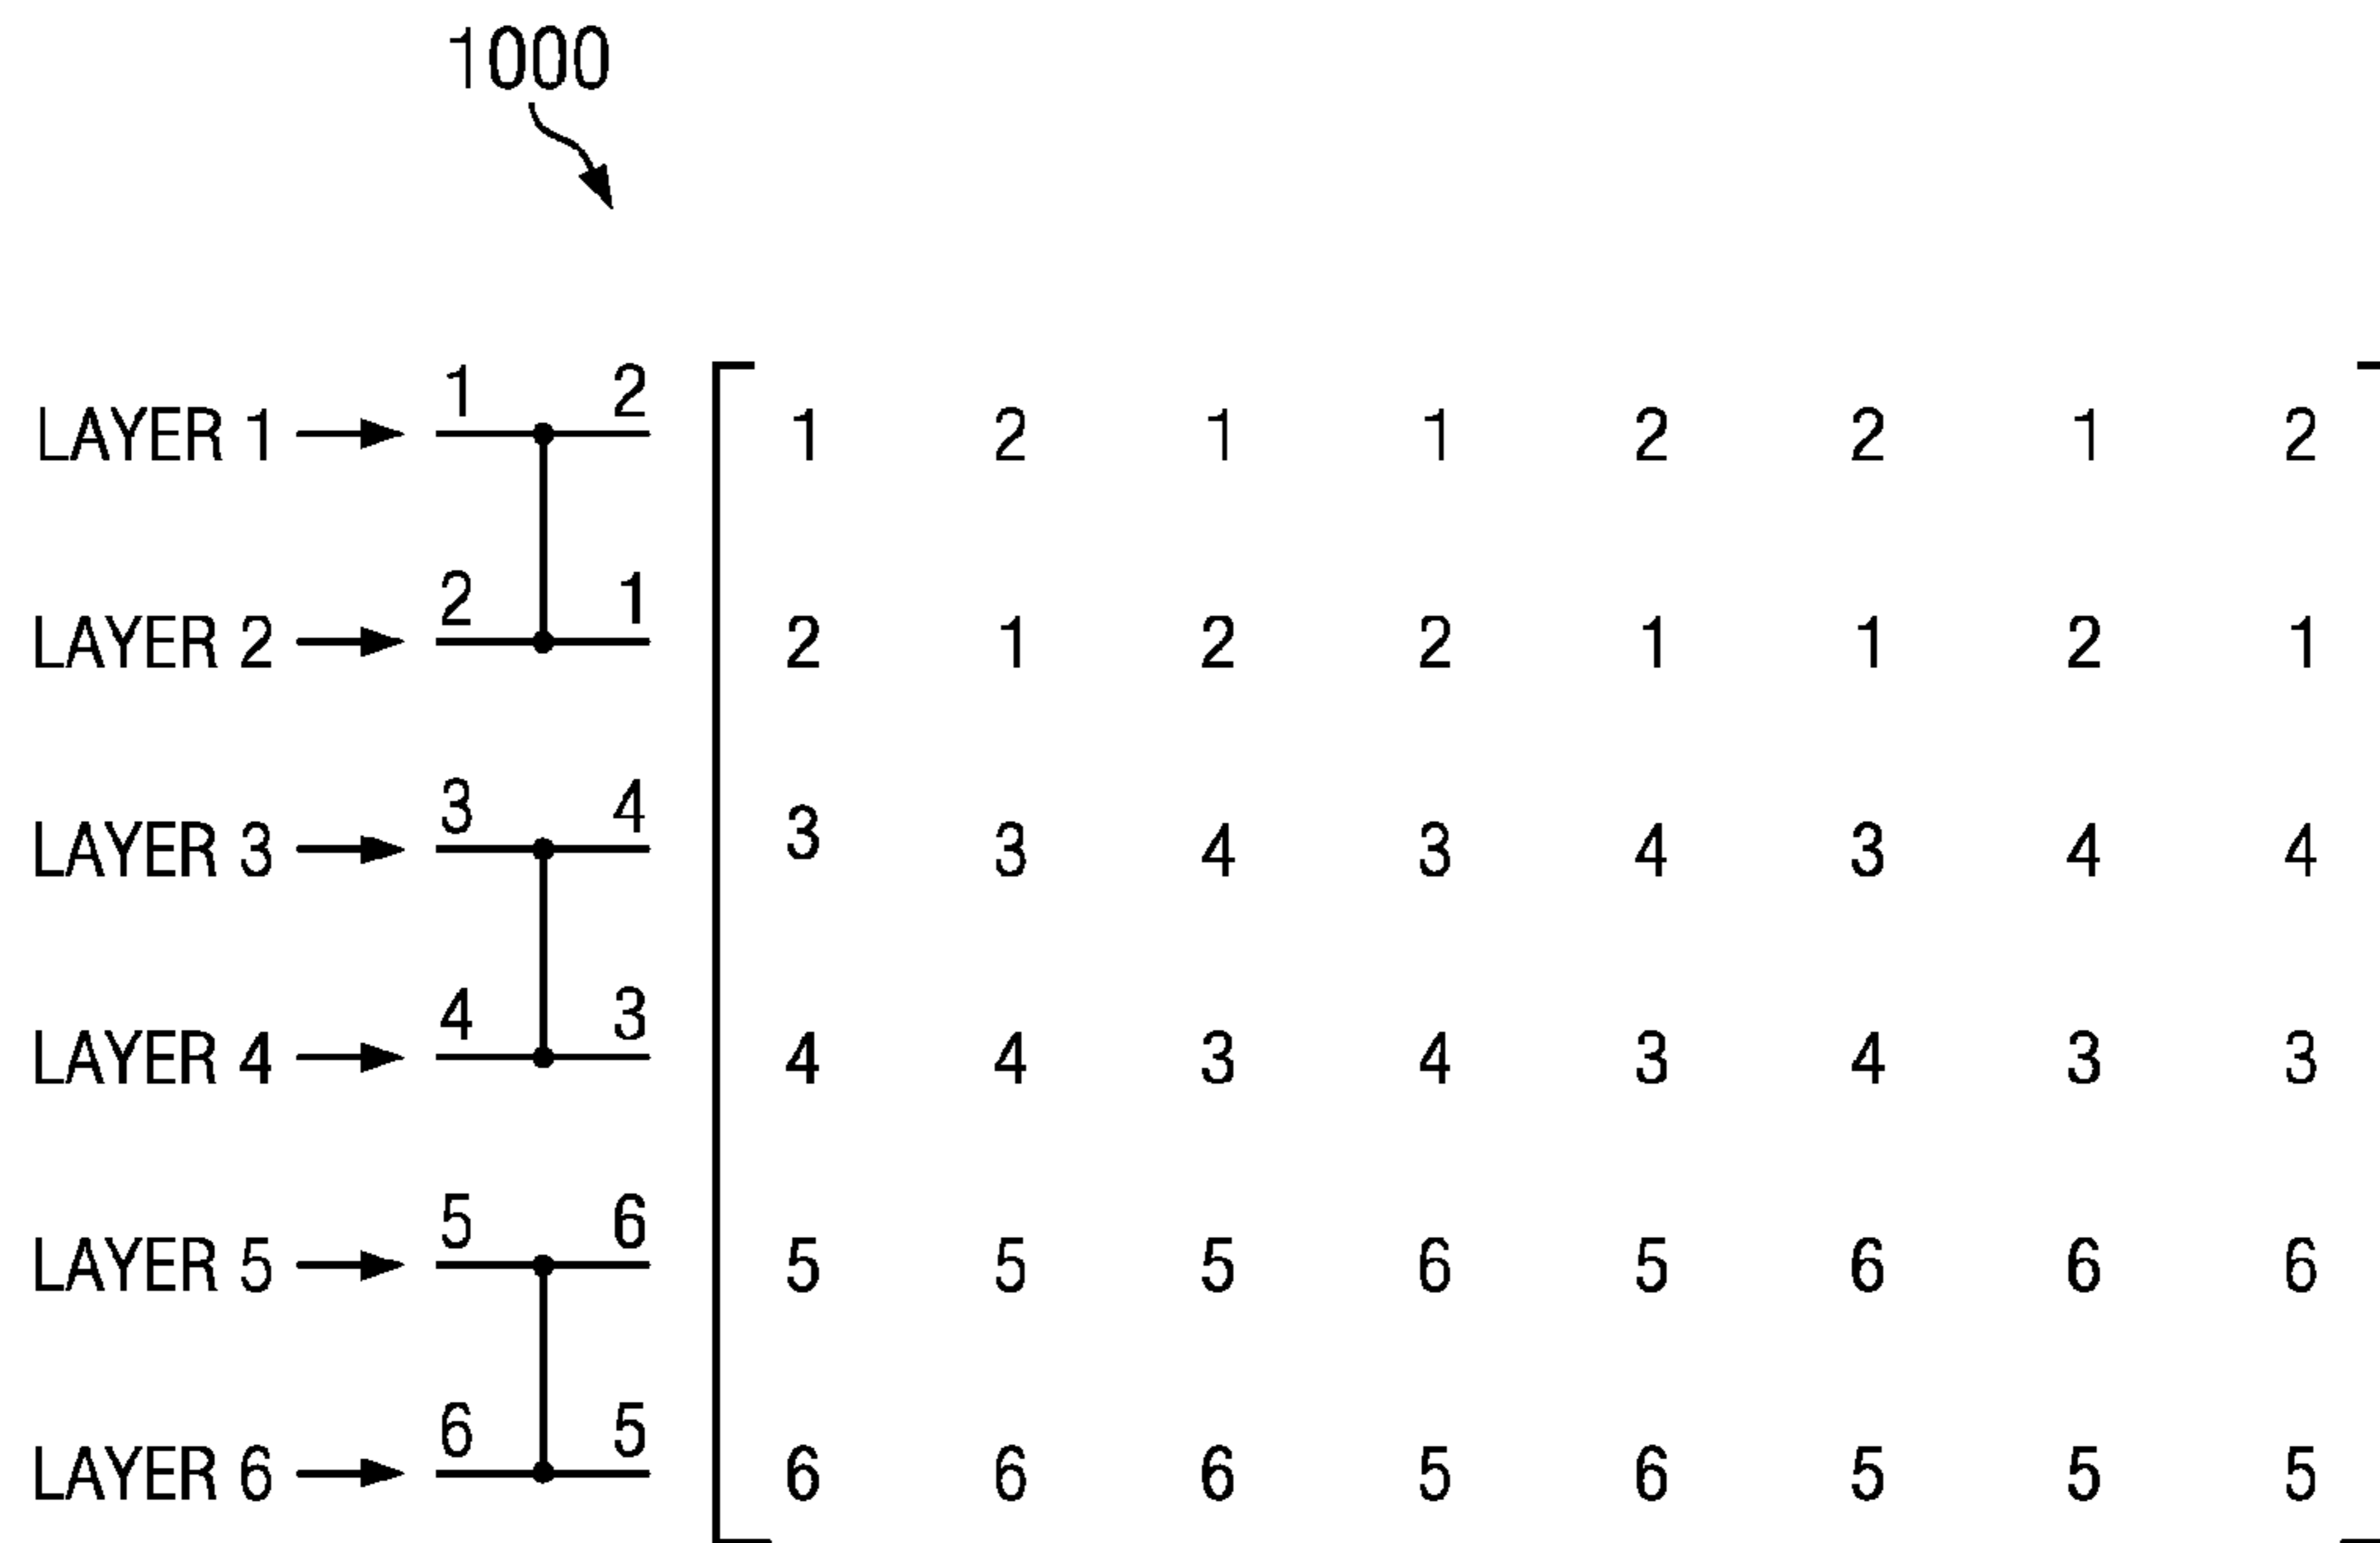 1000
1 2
LAYER 1 1 2 1 1 2 2 1 2
2 1
LAYER 2 2 1 2 2 1 1 2 1
3 4
LAYER 3 3 3 4 3 4 3 4 4
4 3
LAYER 4 4 4 3 4 3 4 3 3
5 6
LAYER 5 5 5 5 6 5 6 6 6
6 5
LAYER 6 6 6 6 5 6 5 5 5